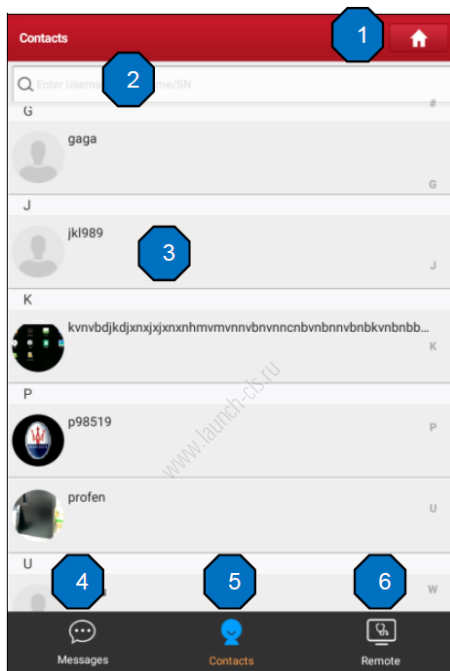 1
Contacts
2
Enter Userna me/SN
#
G
gaga
G
J
jkl989
3
J
K
kvnvbdjkdjxnxjxjxnxnhmvmvnnvbnvnncnbvnbnnvbnbkvnbnbb...
K
www.launch-cls.ru
P
p98519
P
profen
U
U
4
5
6
W
Messages
Contacts
Remote